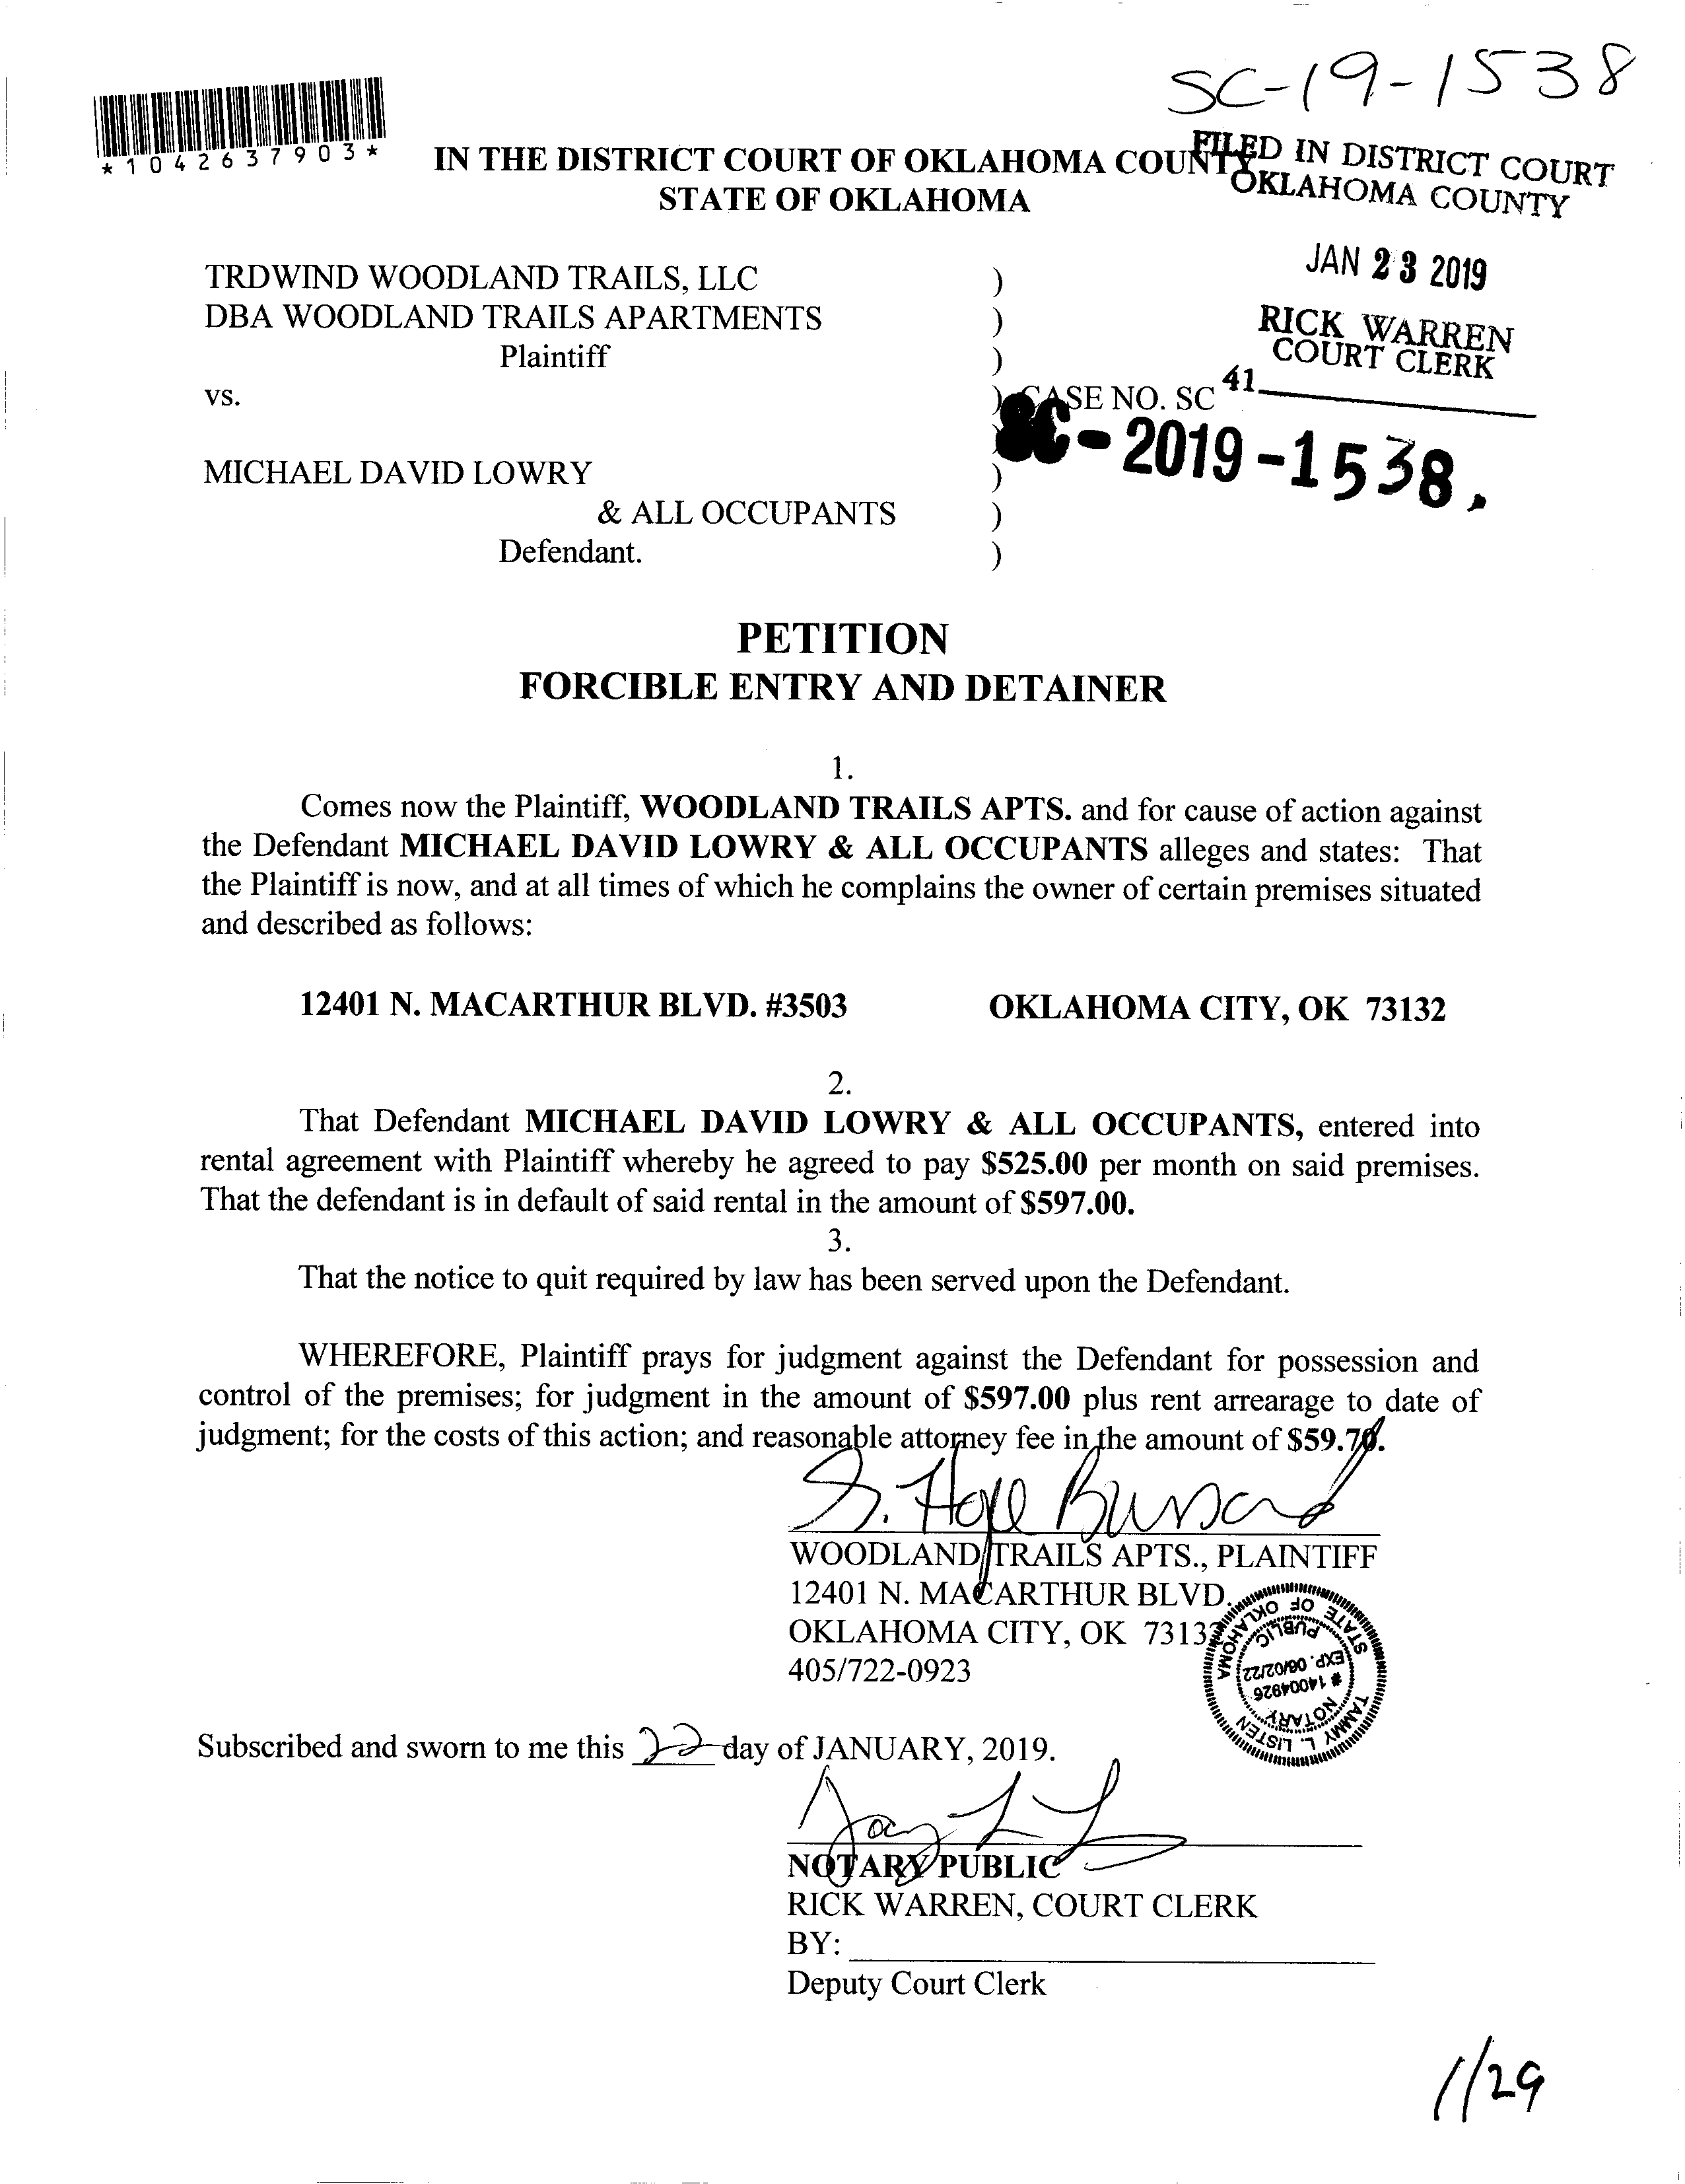 SC-19-1538
*1042637903*
IN THE DISTRICT COURT OF OKLAHOMA COUNTY
STATE OF OKLAHOMA
FILED IN DISTRICT COURT
OKLAHOMA COUNTY
JAN 23 2019
RICK WARREN
COURT CLERK
41
TRDWIND WOODLAND TRAILS, LLC )
DBA WOODLAND TRAILS APARTMENTS )
Plaintiff )
vs. ) CASE NO. SC
SC-2019-1538.
MICHAEL DAVID LOWRY )
& ALL OCCUPANTS )
Defendant. )
PETITION
FORCIBLE ENTRY AND DETAINER
1.
Comes now the Plaintiff, WOODLAND TRAILS APTS. and for cause of action against
the Defendant MICHAEL DAVID LOWRY & ALL OCCUPANTS alleges and states: That
the Plaintiff is now, and at all times of which he complains the owner of certain premises situated
and described as follows:
12401 N. MACARTHUR BLVD. #3503 OKLAHOMA CITY, OK 73132
2.
That Defendant MICHAEL DAVID LOWRY & ALL OCCUPANTS, entered into
rental agreement with Plaintiff whereby he agreed to pay $525.00 per month on said premises.
That the defendant is in default of said rental in the amount of $597.00.
3.
That the notice to quit required by law has been served upon the Defendant.
WHEREFORE, Plaintiff prays for judgment against the Defendant for possession and
control of the premises; for judgment in the amount of $597.00 plus rent arrearage to date of
judgment; for the costs of this action; and reasonable attorney fee in the amount of $59.70.
S. Hope Bussard
WOODLAND TRAILS APTS., PLAINTIFF
12401 N. MACARTHUR BLVD.
OKLAHOMA CITY, OK 73132
405/722-0923
TAMMY L. LISTEN
STATE OF OKLAHOMA
NOTARY
# 14004926
EXP. 06/02/22
PUBLIC
Subscribed and sworn to me this 22 day of JANUARY, 2019.
NOTARY PUBLIC
RICK WARREN, COURT CLERK
BY:
Deputy Court Clerk
1/29